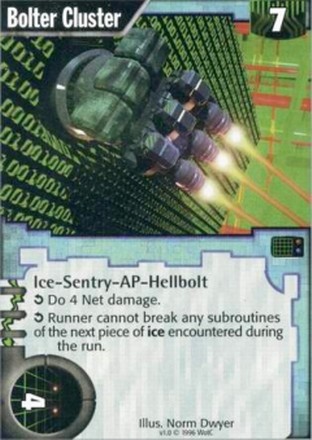 Bolter Cluster
7
Ice-Sentry-AP-Hellbolt
Do 4 Net damage.
Runner cannot break any subroutines
of the next piece of ice encountered during
the run.
4
Illus. Norm Dwyer
v1.0 © 1996 WotC